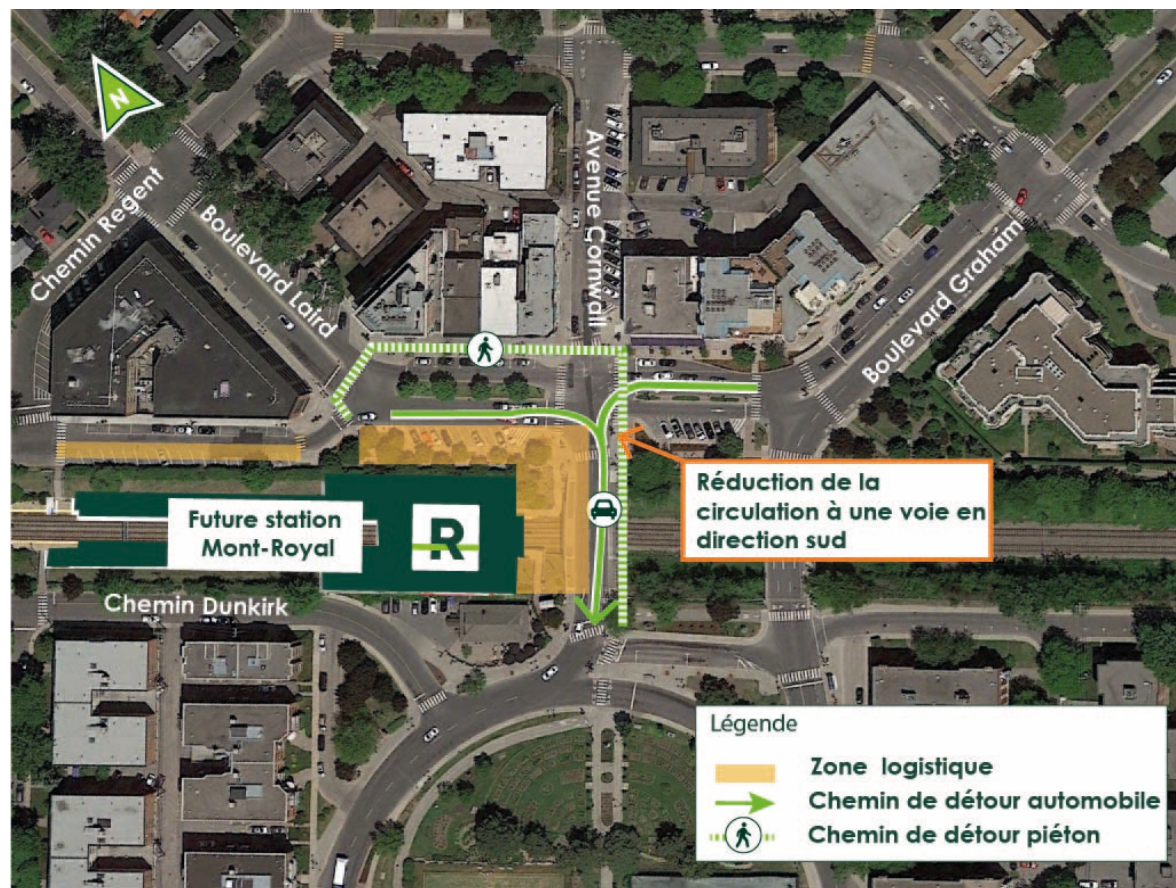 N
Chemin Regent
Boulevard Laird
Avenue Cornwall
Boulevard Graham
Réduction de la
circulation à une voie en
direction sud
Future station
Mont-Royal
R
Chemin Dunkirk
Légende
Zone logistique
Chemin de détour automobile
Chemin de détour piéton